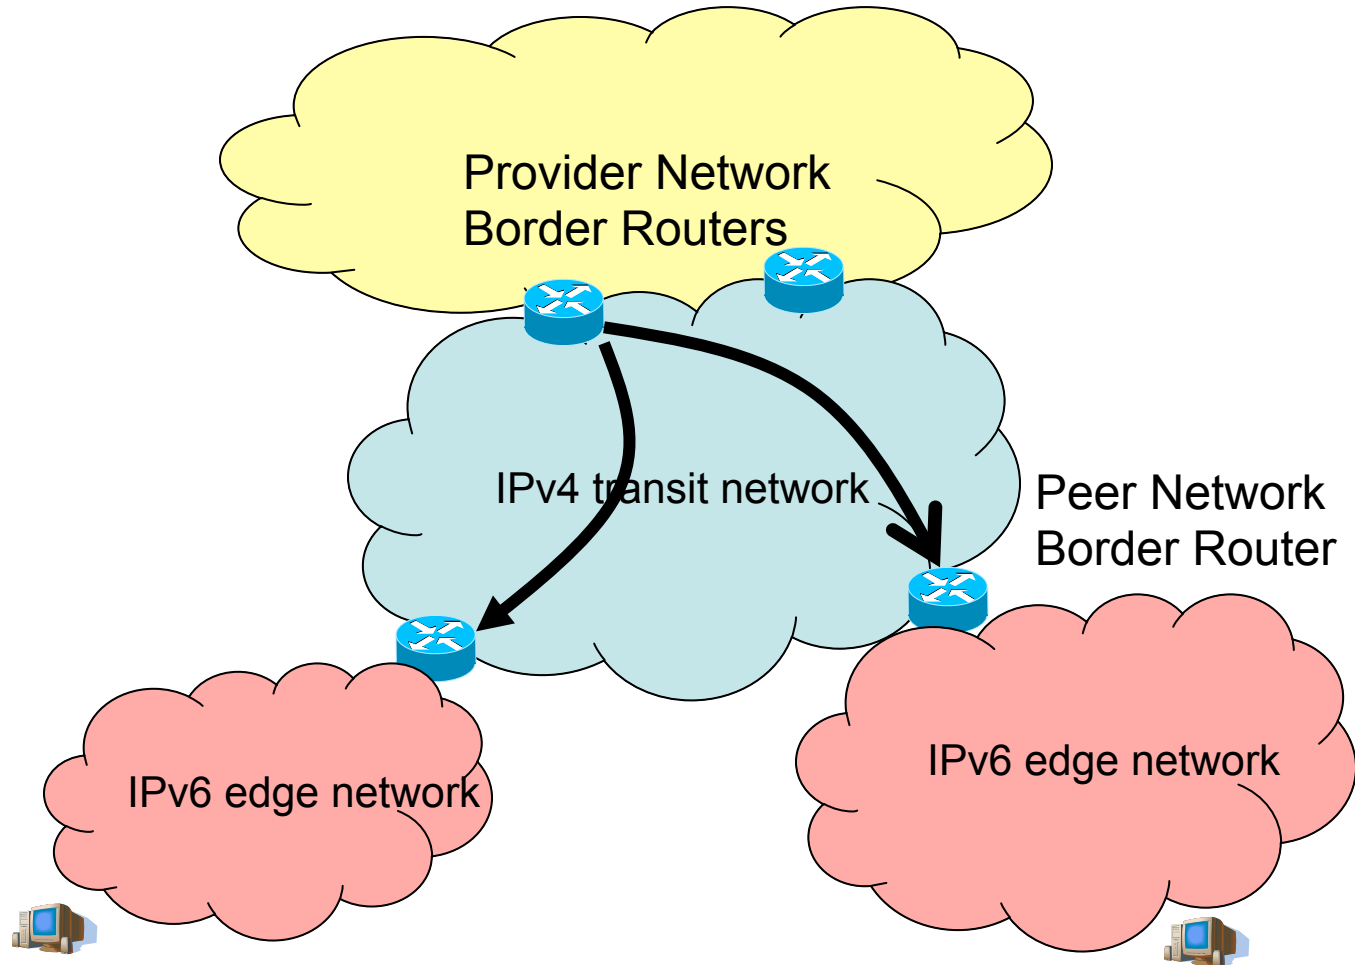 Provider Network
Border Routers
IPv4 transit network
Peer Network
Border Router
IPv6 edge network
IPv6 edge network